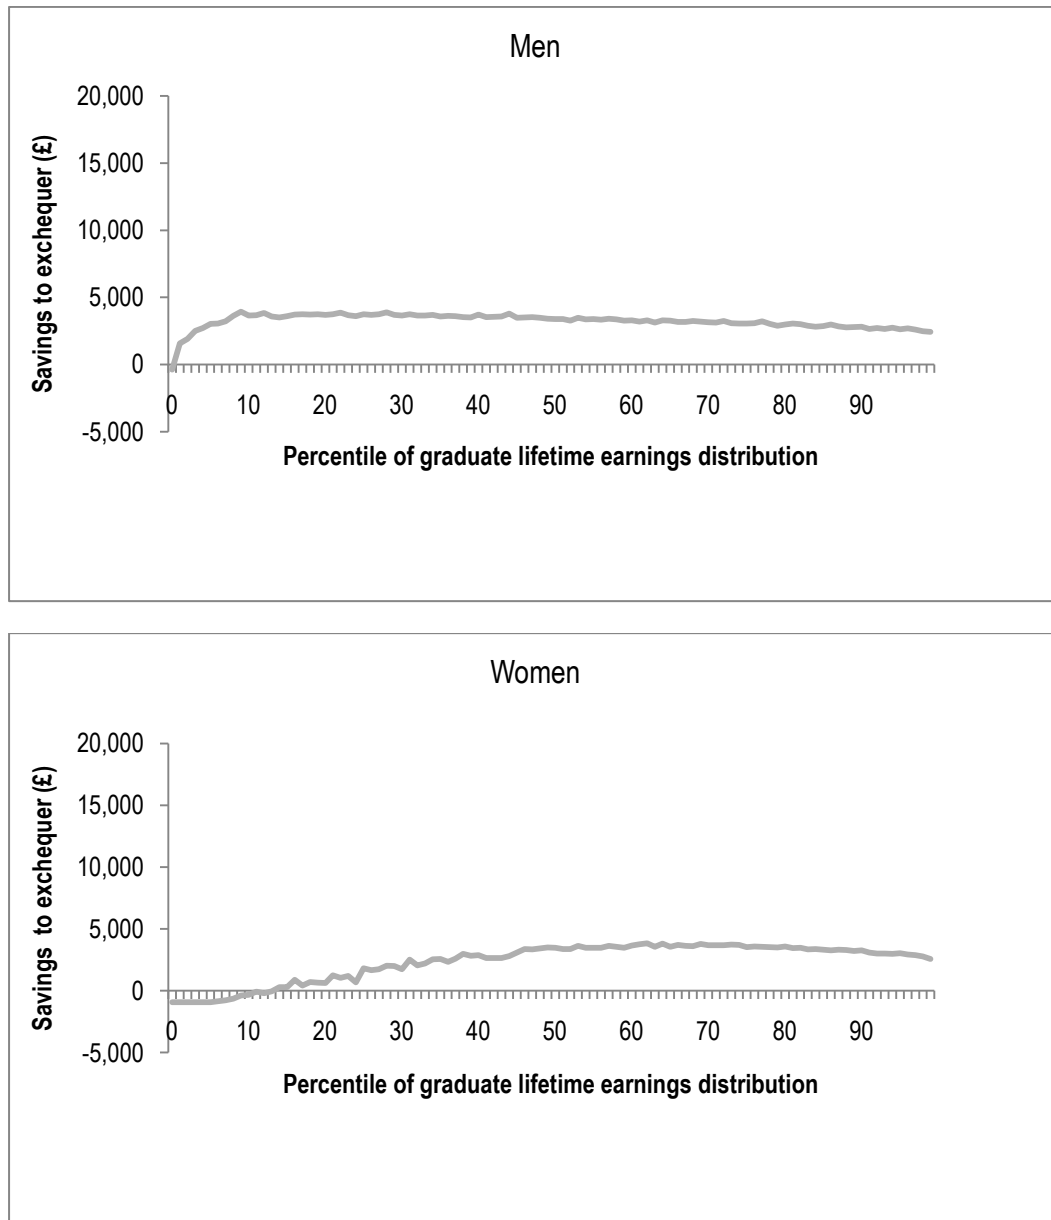 Men
20,000
15,000
10,000
5,000
0
-5,000
Savings to exchequer (£)
0 10 20 30 40 50 60 70 80 90
Percentile of graduate lifetime earnings distribution
Women
20,000
15,000
10,000
5,000
0
-5,000
Savings to exchequer (£)
0 10 20 30 40 50 60 70 80 90
Percentile of graduate lifetime earnings distribution